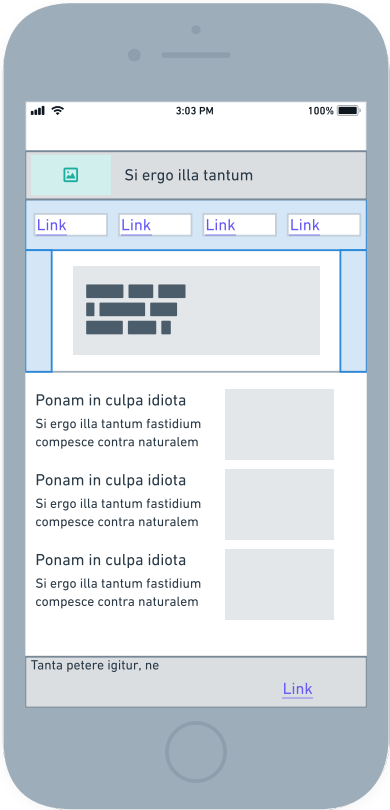 3:03 PM
100%
Si ergo illa tantum
Link Link Link Link
Ponam in culpa idiota
Si ergo illa tantum fastidium
compesce contra naturalem
Ponam in culpa idiota
Si ergo illa tantum fastidium
compesce contra naturalem
Ponam in culpa idiota
Si ergo illa tantum fastidium
compesce contra naturalem
Tanta petere igitur, ne
Link